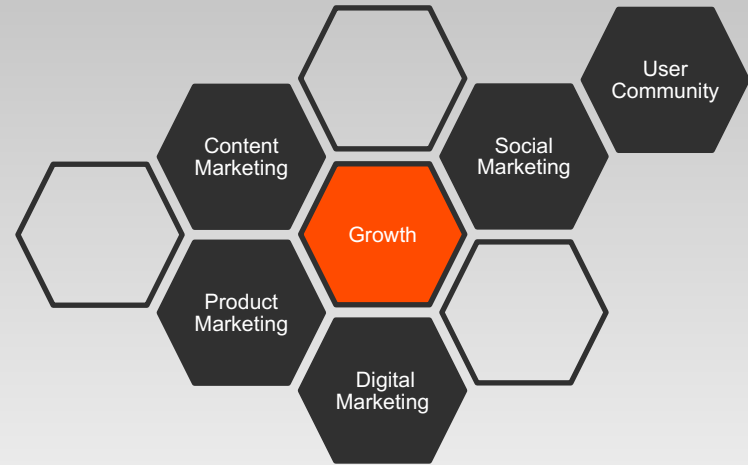 User
Community
Content
Marketing
Social
Marketing
Growth
Product
Marketing
Digital
Marketing